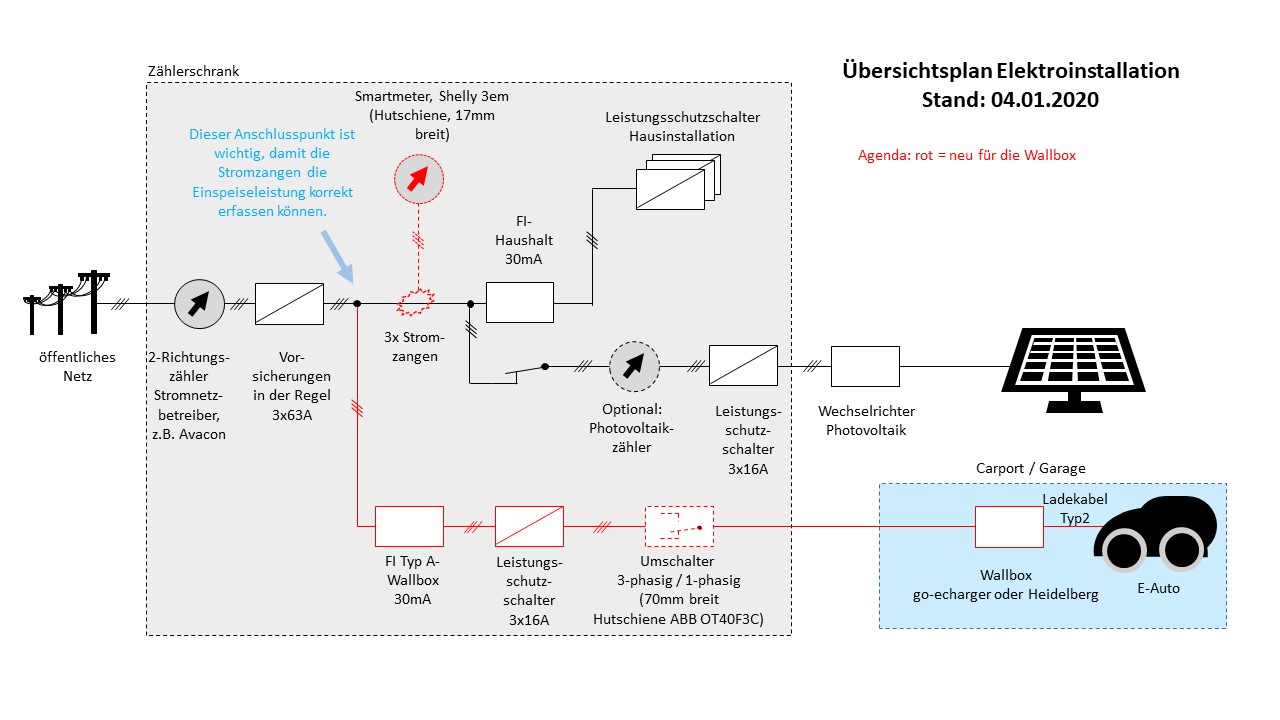 Übersichtsplan Elektroinstallation
Stand: 04.01.2020
Agenda: rot = neu für die Wallbox
Zählerschrank
Smartmeter, Shelly 3em
(Hutschiene, 17mm
breit)
Dieser Anschlusspunkt ist
wichtig, damit die
Stromzangen die
Einspeiseleistung korrekt
erfassen können.
Leistungsschutzschalter
Hausinstallation
FI-
Haushalt
30mA
öffentliches
Netz
2-Richtungs-
zähler
Stromnetz-
betreiber,
z.B. Avacon
Vor-
sicherungen
in der Regel
3x63A
3x Strom-
zangen
Optional:
Photovoltaik-
zähler
Leistungs-
schutz-
schalter
3x16A
Wechselrichter
Photovoltaik
Carport / Garage
Ladekabel
Typ2
FI Typ A-
Wallbox
30mA
Leistungs-
schutz-
schalter
3x16A
Umschalter
3-phasig / 1-phasig
(70mm breit
Hutschiene ABB OT40F3C)
Wallbox
go-echarger oder Heidelberg
E-Auto